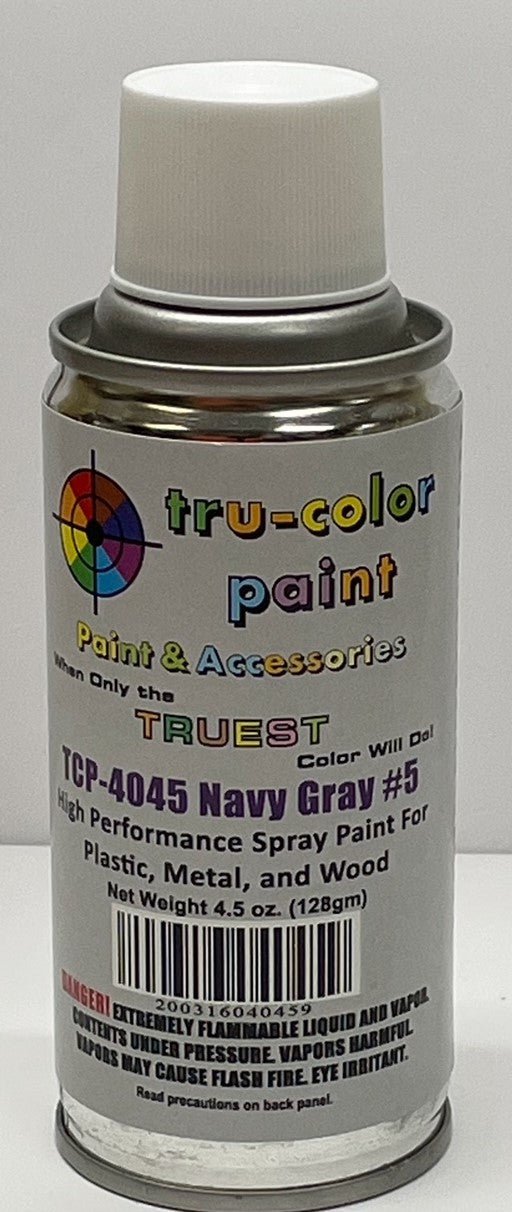 tru-color
paint
Paint & Accessories
When Only the
TRUEST
Color Will Do!
TCP-4045 Navy Gray #5
High Performance Spray Paint For
Plastic, Metal, and Wood
Net Weight 4.5 oz. (128gm)
200316040459
DANGER! EXTREMELY FLAMMABLE LIQUID AND VAPOR.
CONTENTS UNDER PRESSURE. VAPORS HARMFUL.
VAPORS MAY CAUSE FLASH FIRE. EYE IRRITANT.
Read precautions on back panel.